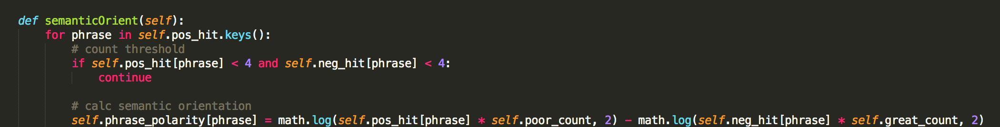 def semanticOrient(self):
    for phrase in self.pos_hit.keys():
        # count threshold
        if self.pos_hit[phrase] < 4 and self.neg_hit[phrase] < 4:
            continue

        # calc semantic orientation
        self.phrase_polarity[phrase] = math.log(self.pos_hit[phrase] * self.poor_count, 2) - math.log(self.neg_hit[phrase] * self.great_count, 2)